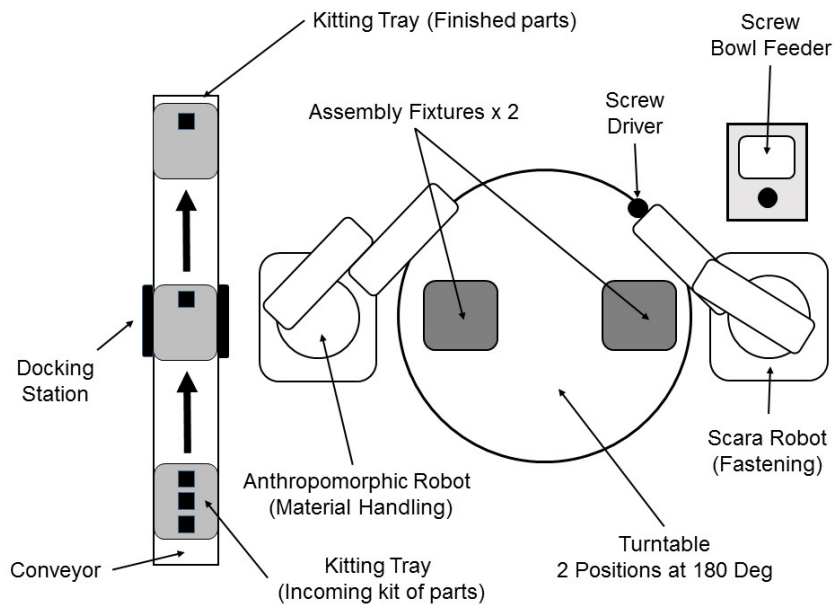 Kitting Tray (Finished parts)
Screw
Bowl Feeder
Assembly Fixtures x 2
Screw
Driver
Docking
Station
Scara Robot
(Fastening)
Anthropomorphic Robot
(Material Handling)
Turntable
2 Positions at 180 Deg
Conveyor
Kitting Tray
(Incoming kit of parts)